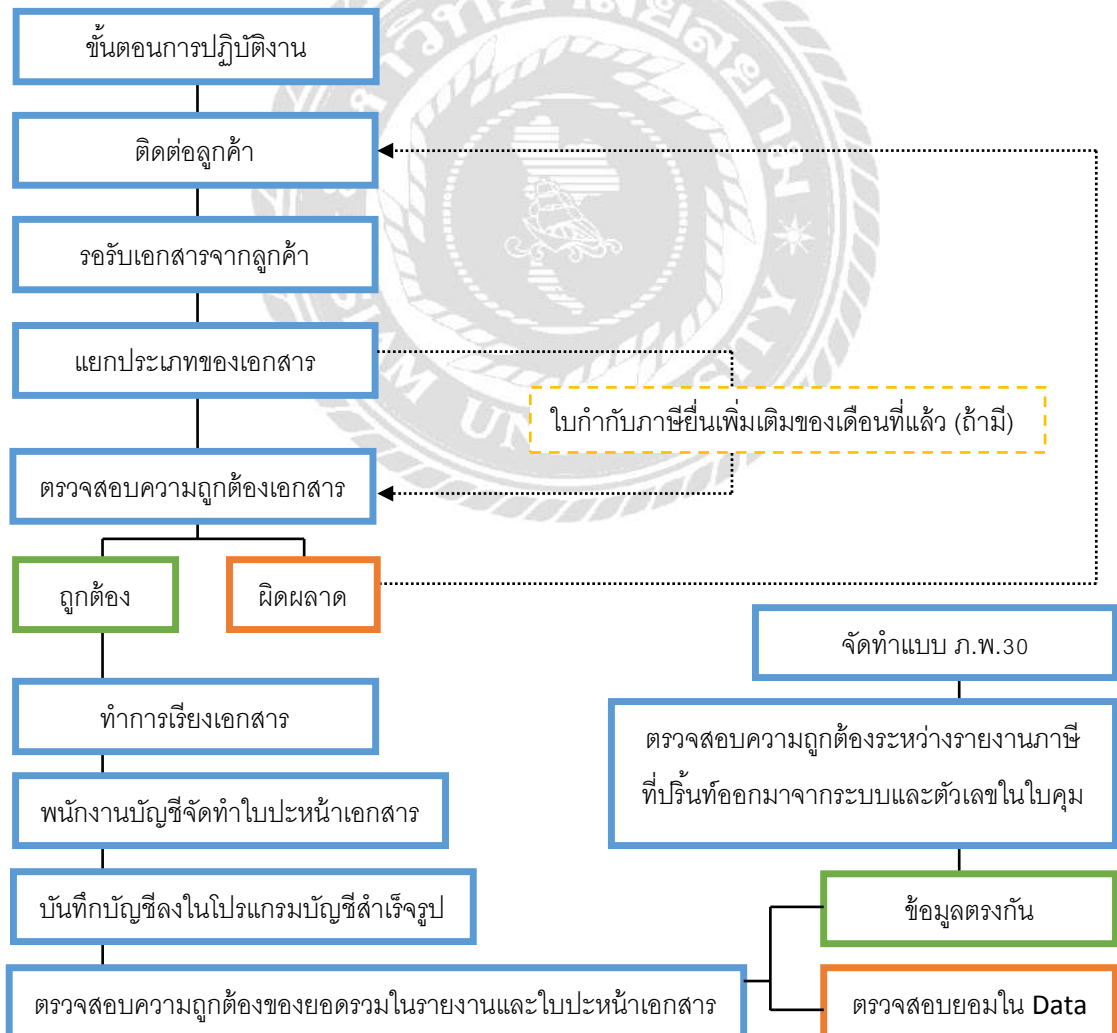 ขั้นตอนการปฏิบัติงาน
ติดต่อลูกค้า
รอรับเอกสารจากลูกค้า
แยกประเภทของเอกสาร
ใบกำกับภาษียื่นเพิ่มเติมของเดือนที่แล้ว (ถ้ามี)
ตรวจสอบความถูกต้องเอกสาร
ถูกต้อง
ผิดผลาด
ทำการเรียงเอกสาร
พนักงานบัญชีจัดทำใบปะหน้าเอกสาร
บันทึกบัญชีลงในโปรแกรมบัญชีสำเร็จรูป
ตรวจสอบความถูกต้องของยอดรวมในรายงานและใบปะหน้าเอกสาร
จัดทำแบบ ภ.พ.30
ตรวจสอบความถูกต้องระหว่างรายงานภาษี
ที่ปริ้นท์ออกมาจากระบบและตัวเลขในใบคุม
ข้อมูลตรงกัน
ตรวจสอบยอมใน Data